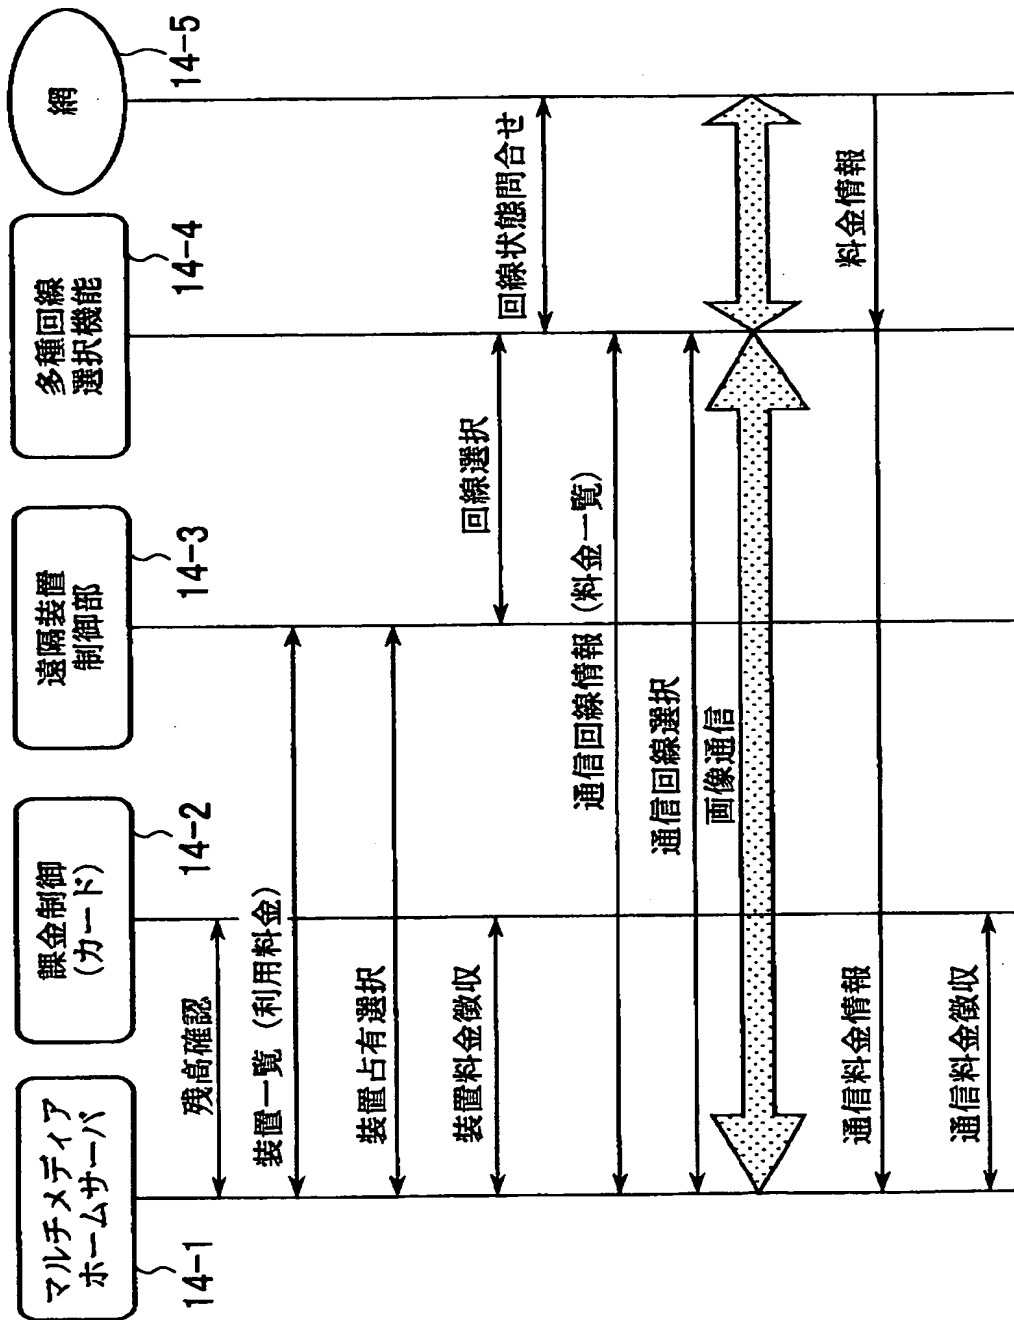 マルチメディア
ホームサーバ
14-1
課金制御
(カード)
14-2
遠隔装置
制御部
14-3
多種回線
選択機能
14-4
網
14-5
残高確認
装置一覧 (利用料金)
装置占有選択
装置料金徴収
回線選択
回線状態問合せ
通信回線情報 (料金一覧)
通信回線選択
画像通信
料金情報
通信料金情報
通信料金徴収